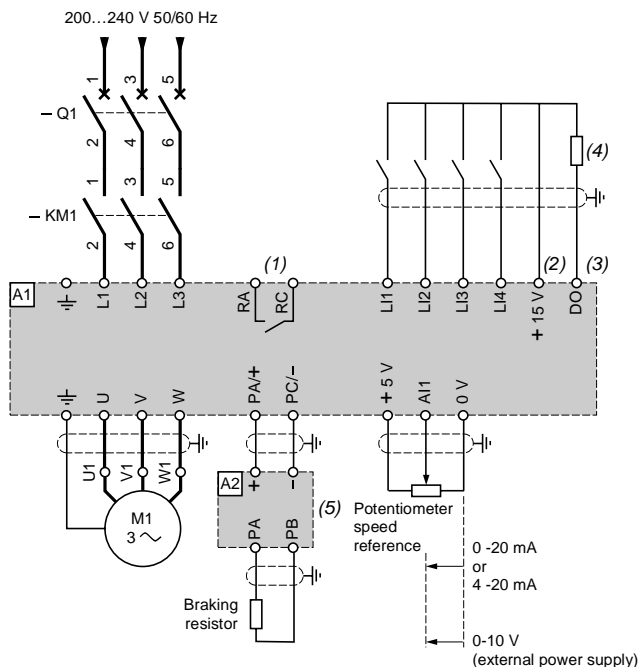 200...240 V 50/60 Hz
1 3 5
– Q1
2 4 6
(4)
1 3 5
– KM1
2 4 6
(1) (2) (3)
A1
L1 L2 L3 RA RC LI1 LI2 LI3 LI4 + 15 V DO
U V W PA/+ PC/- + 5 V AI1 0 V
U1 V1 W1
A2 + - (5)
M1
3
PA PB
Potentiometer
speed
reference
0 -20 mA
or
4 -20 mA
Braking
resistor
0-10 V
(external power supply)